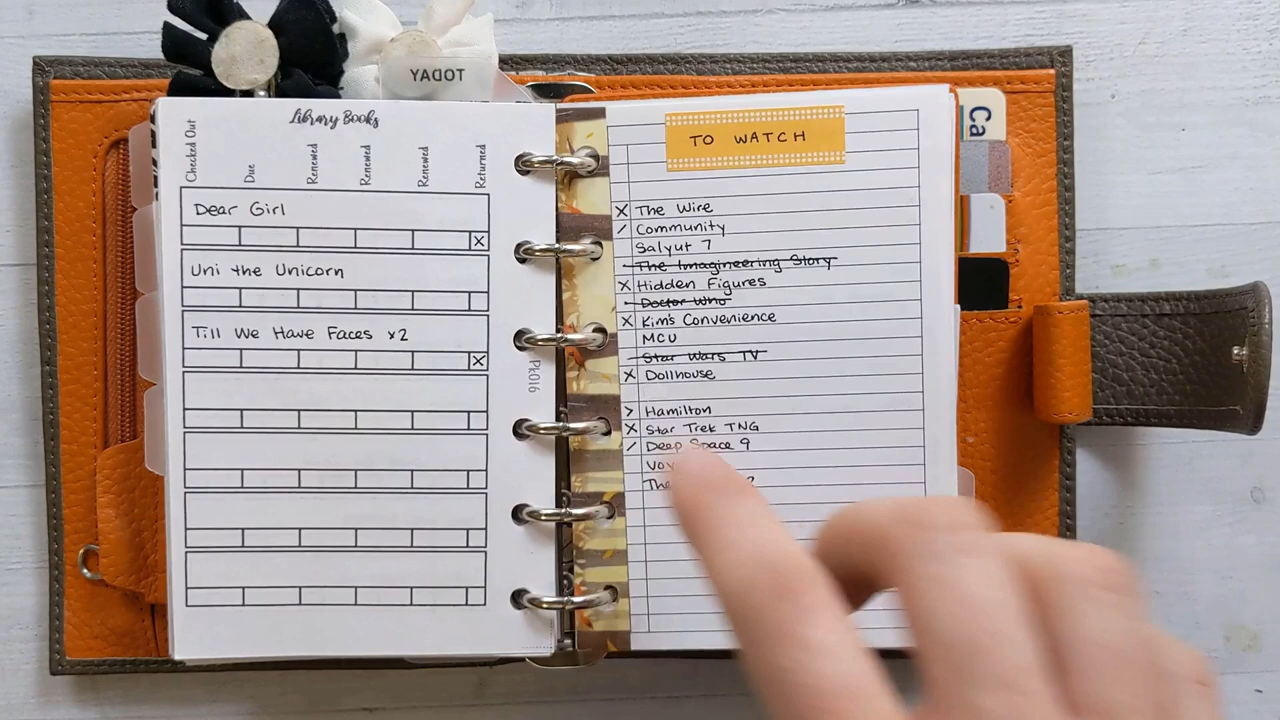 TODAY
Library Books
Checked Out
Due
Renewed
Renewed
Renewed
Returned
Dear Girl
X
Uni the Unicorn
Till We Have Faces x2
X
PK016
TO WATCH
X The Wire
/ Community
Salyut 7
The Imagineering Story
X Hidden Figures
Doctor Who
X Kim's Convenience
MCU
Star Wars TV
X Dollhouse
> Hamilton
X Star Trek TNG
/ Deep Space 9
Ca